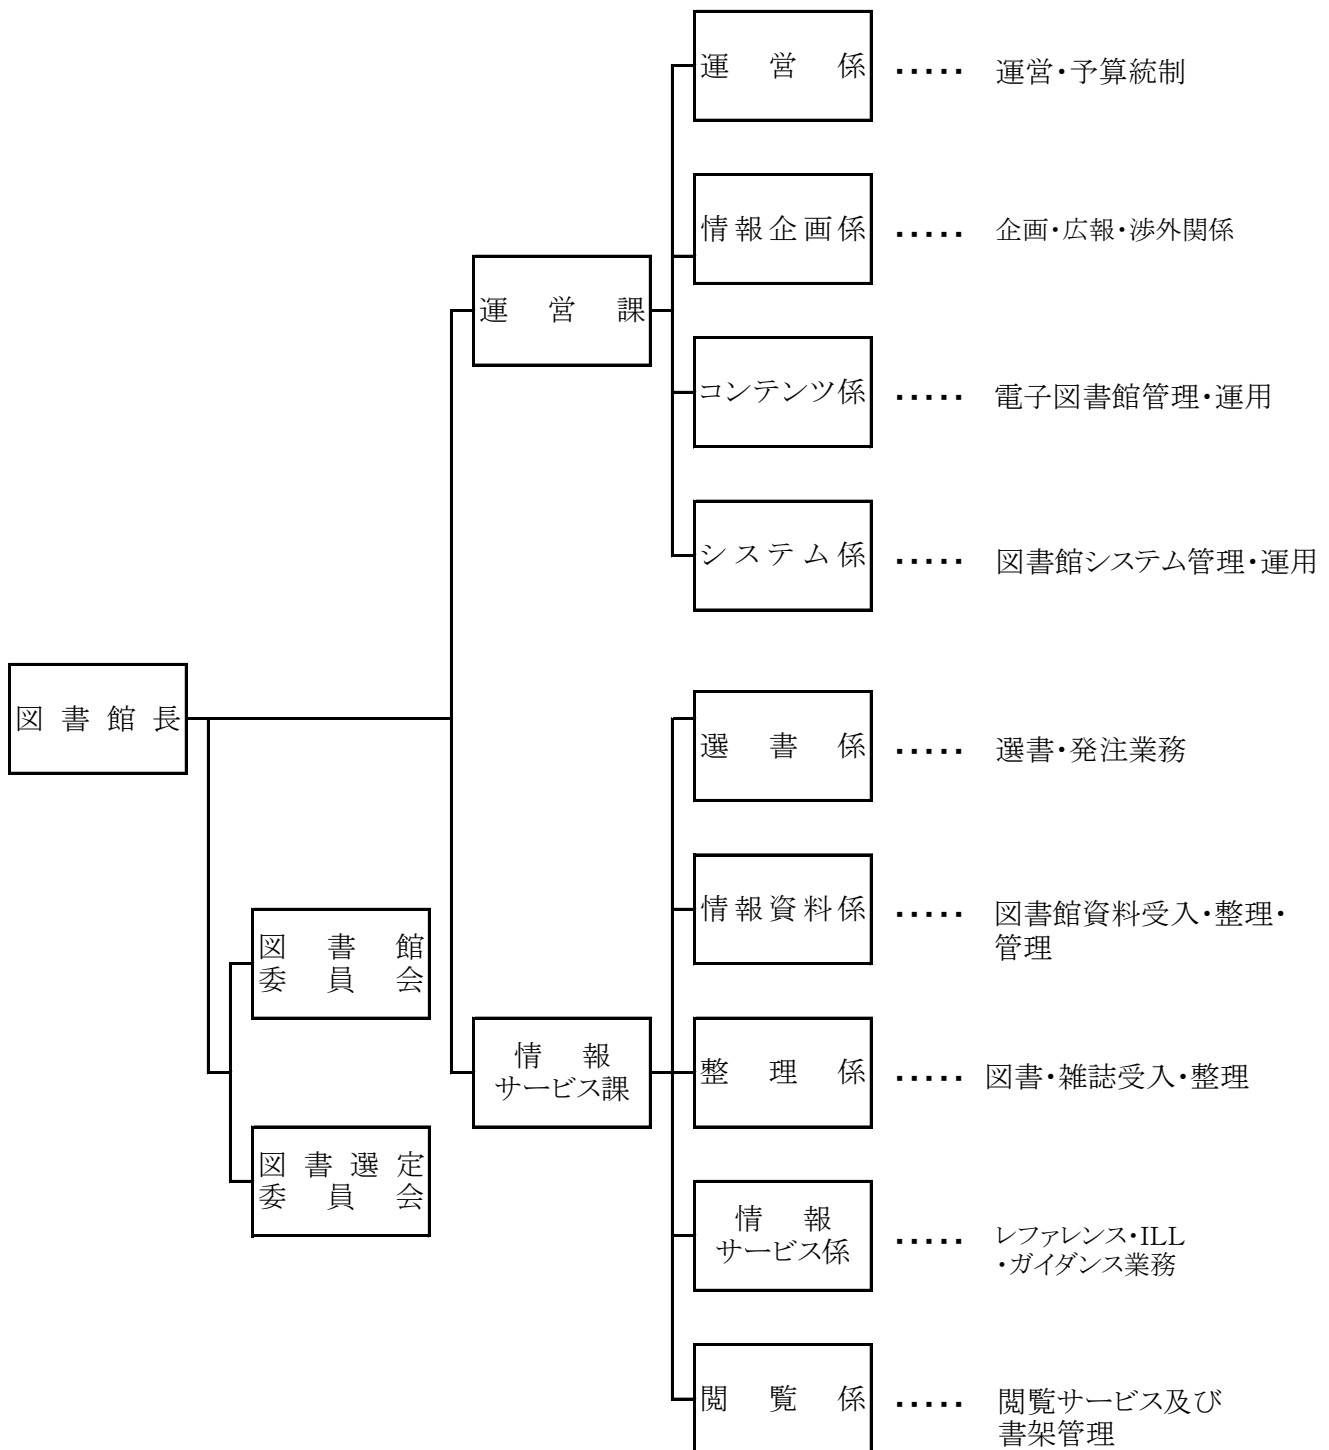 運営係 ・・・・・ 運営・予算統制
情報企画係 ・・・・・ 企画・広報・渉外関係
運営課
コンテンツ係 ・・・・・ 電子図書館管理・運用
システム係 ・・・・・ 図書館システム管理・運用
図書館長
選書係 ・・・・・ 選書・発注業務
情報資料係 ・・・・・ 図書館資料受入・整理・
管理
図書館
委員会
情報
サービス課
整理係 ・・・・・ 図書・雑誌受入・整理
図書選定
委員会
情報
サービス係 ・・・・・ レファレンス・ILL
・ガイダンス業務
閲覧係 ・・・・・ 閲覧サービス及び
書架管理